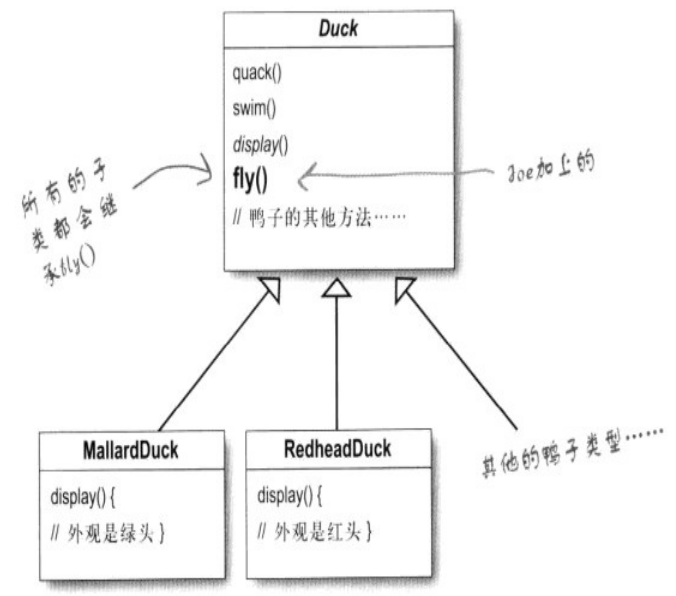 Duck
quack()
swim()
display()
fly()
// 鸭子的其他方法……
所有的子
类都会继
承fly()
Joe加上的
MallardDuck
display() {
// 外观是绿头 }
RedheadDuck
display() {
// 外观是红头 }
其他的鸭子类型……